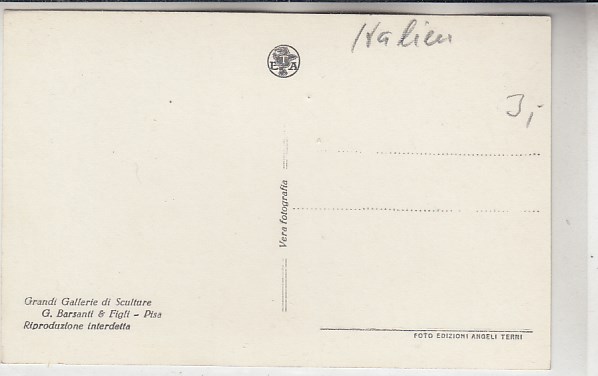 Italien
3,-
E A
Vera fotografia
Grandi Gallerie di Sculture
G. Barsanti & Figli - Pisa
Riproduzione interdetta
FOTO EDIZIONI ANGELI TERNI